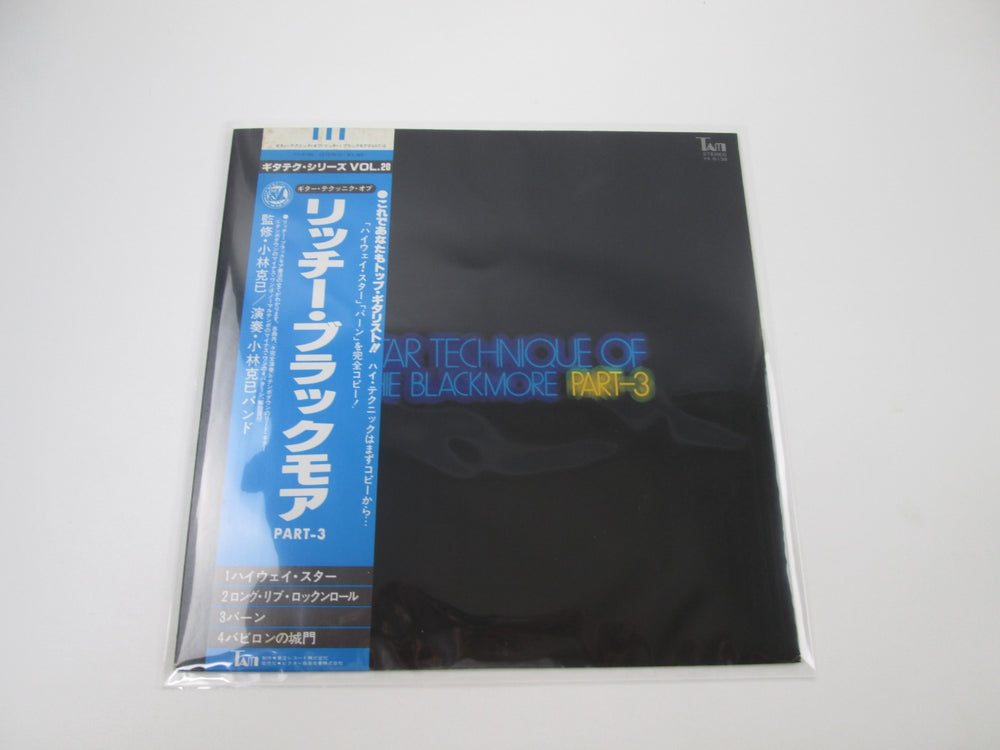 ギタテク・シリーズ VOL.20
ギター・テクッニク・オブ
リッチー・ブラックモア
PART-3
●これであなたもトップ・ギタリスト!!
ハイ・テクニックはまずコピーから…
「ハイウェイ・スター」「バーン」を完全コピー!
監修・小林克已/演奏・小林克已バンド
1ハイウェイ・スター
2ロング・リブ・ロックンロール
3バーン
4バビロンの城門
TAM
TAM
STEREO
AR TECHNIQUE OF
HIE BLACKMORE PART-3